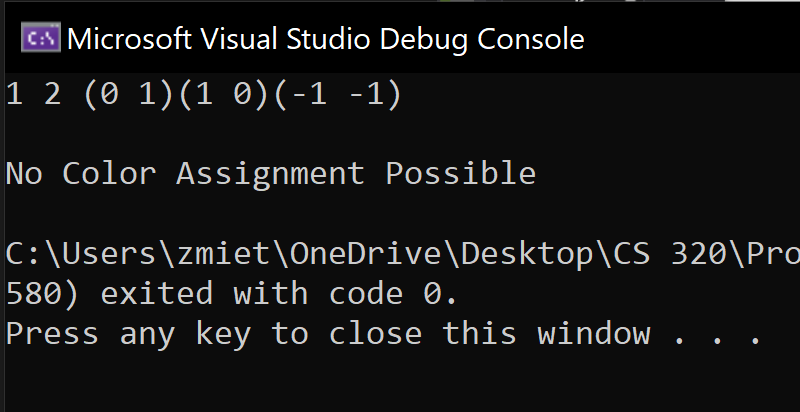 Microsoft Visual Studio Debug Console
1 2 (0 1)(1 0)(-1 -1)
No Color Assignment Possible
C:\Users\zmiet\OneDrive\Desktop\CS 320\Pro
580) exited with code 0.
Press any key to close this window . . .